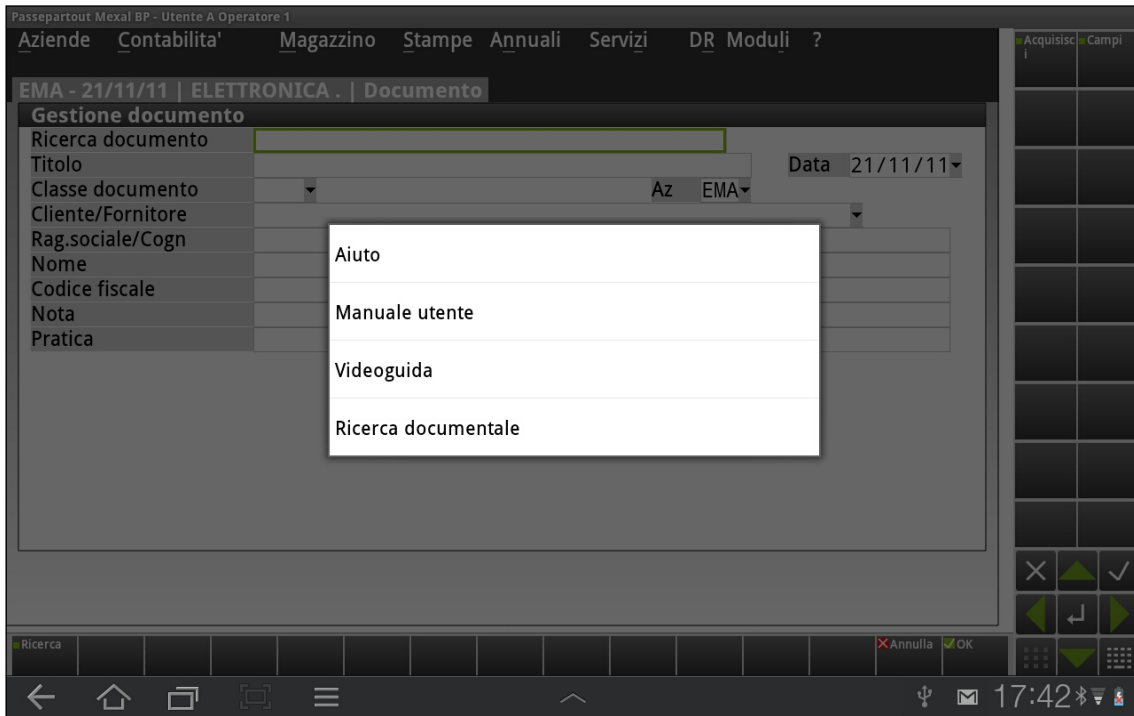 Passepartout Mexal BP - Utente A Operatore 1
Aziende Contabilita' Magazzino Stampe Annuali Servizi DR Moduli ?
Acquisisc
i
Campi
EMA - 21/11/11 | ELETTRONICA . | Documento
Gestione documento
Ricerca documento
Titolo Data 21/11/11
Classe documento Az EMA
Cliente/Fornitore
Rag.sociale/Cogn
Nome
Codice fiscale
Nota
Pratica
Aiuto
Manuale utente
Videoguida
Ricerca documentale
Ricerca Annulla OK
17:42